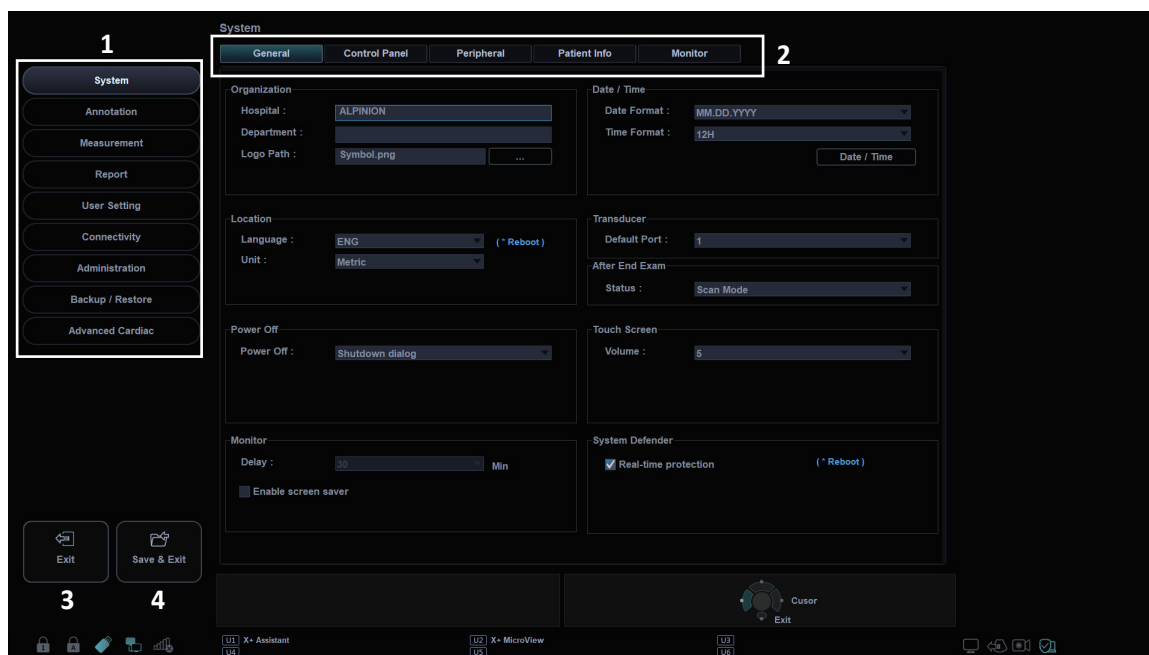 System
1
General Control Panel Peripheral Patient Info Monitor
2
System
Annotation
Measurement
Report
User Setting
Connectivity
Administration
Backup / Restore
Advanced Cardiac
Organization
Hospital : ALPINION
Department :
Logo Path : Symbol.png ...
Date / Time
Date Format : MM.DD.YYYY
Time Format : 12H
Date / Time
Location
Language : ENG ( * Reboot )
Unit : Metric
Transducer
Default Port : 1
After End Exam
Status : Scan Mode
Power Off
Power Off : Shutdown dialog
Touch Screen
Volume : 5
Monitor
Delay : 30 Min
Enable screen saver
System Defender
Real-time protection ( * Reboot )
Exit
Save & Exit
3
4
Cusor
Exit
1 A
U1 X+ Assistant U2 X+ MicroView U3
U4 U5 U6